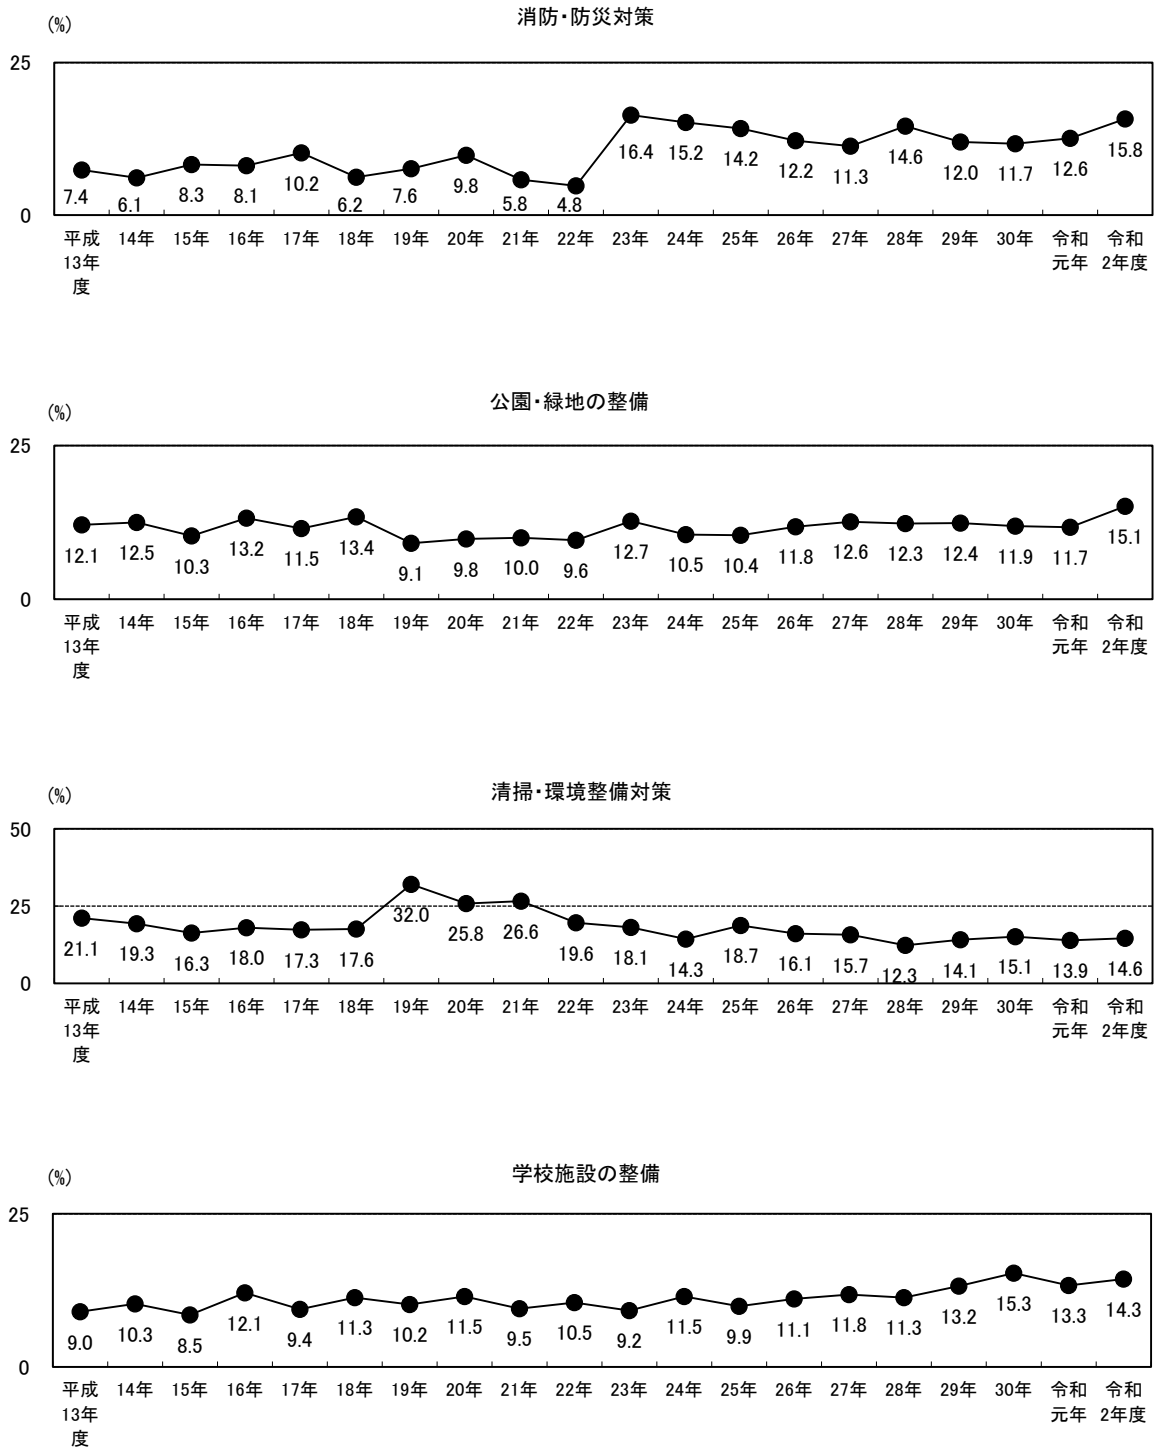 消防・防災対策
(%)
25
16.4 15.2 14.2 12.2 11.3 14.6 12.0 11.7 12.6 15.8
7.4 6.1 8.3 8.1 10.2 6.2 7.6 9.8 5.8 4.8
0
平成 14年 15年 16年 17年 18年 19年 20年 21年 22年 23年 24年 25年 26年 27年 28年 29年 30年 令和 令和
13年 元年 2年度
度
公園・緑地の整備
(%)
25
12.1 12.5 10.3 13.2 11.5 13.4 9.1 9.8 10.0 9.6 12.7 10.5 10.4 11.8 12.6 12.3 12.4 11.9 11.7 15.1
0
平成 14年 15年 16年 17年 18年 19年 20年 21年 22年 23年 24年 25年 26年 27年 28年 29年 30年 令和 令和
13年 元年 2年度
度
清掃・環境整備対策
(%)
50
25
21.1 19.3 16.3 18.0 17.3 17.6 32.0 25.8 26.6 19.6 18.1 14.3 18.7 16.1 15.7 12.3 14.1 15.1 13.9 14.6
0
平成 14年 15年 16年 17年 18年 19年 20年 21年 22年 23年 24年 25年 26年 27年 28年 29年 30年 令和 令和
13年 元年 2年度
度
学校施設の整備
(%)
25
9.0 10.3 8.5 12.1 9.4 11.3 10.2 11.5 9.5 10.5 9.2 11.5 9.9 11.1 11.8 11.3 13.2 15.3 13.3 14.3
0
平成 14年 15年 16年 17年 18年 19年 20年 21年 22年 23年 24年 25年 26年 27年 28年 29年 30年 令和 令和
13年 元年 2年度
度